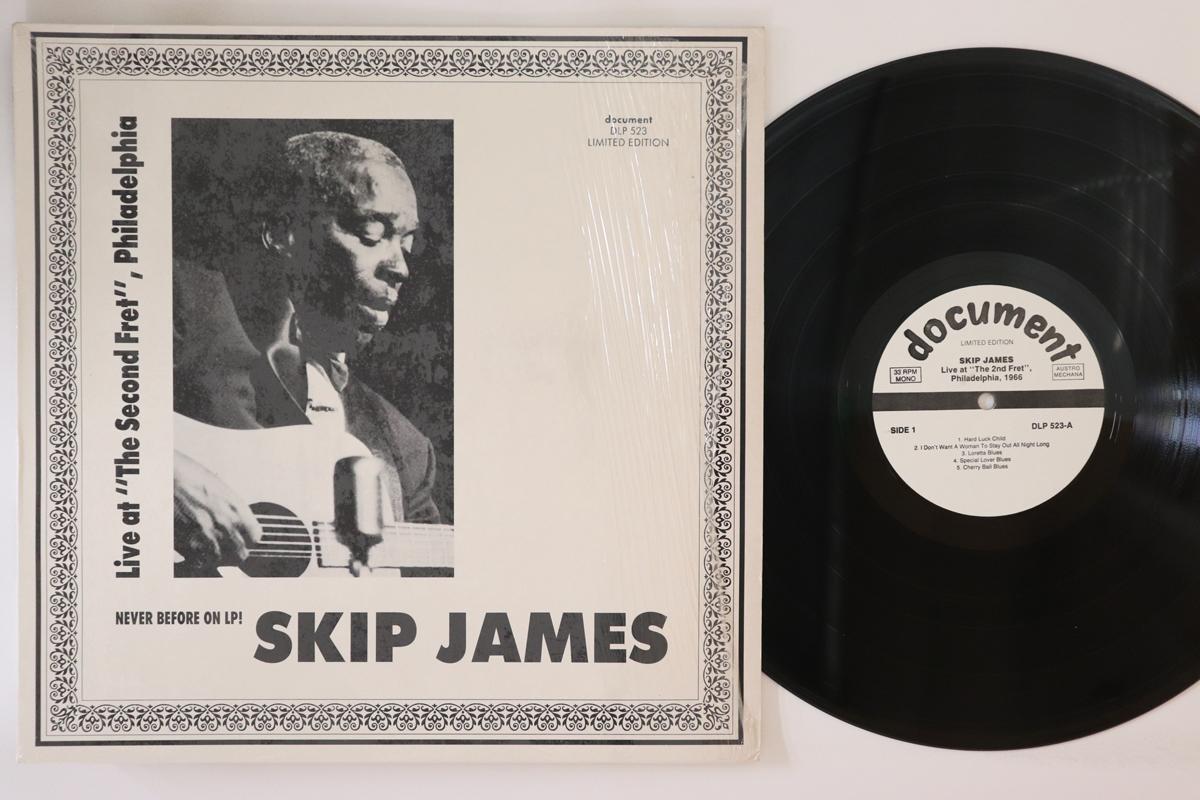 Live at "The Second Fret", Philadelphia
document
DLP 523
LIMITED EDITION
NEVER BEFORE ON LP!
SKIP JAMES
document
LIMITED EDITION
SKIP JAMES
Live at "The 2nd Fret",
Philadelphia, 1966
33 RPM
MONO
AUSTRO
MECHANA
SIDE 1
DLP 523-A
1. Hard Luck Child
2. I Don't Want A Woman To Stay Out All Night Long
3. Loretta Blues
4. Special Lover Blues
5. Cherry Ball Blues